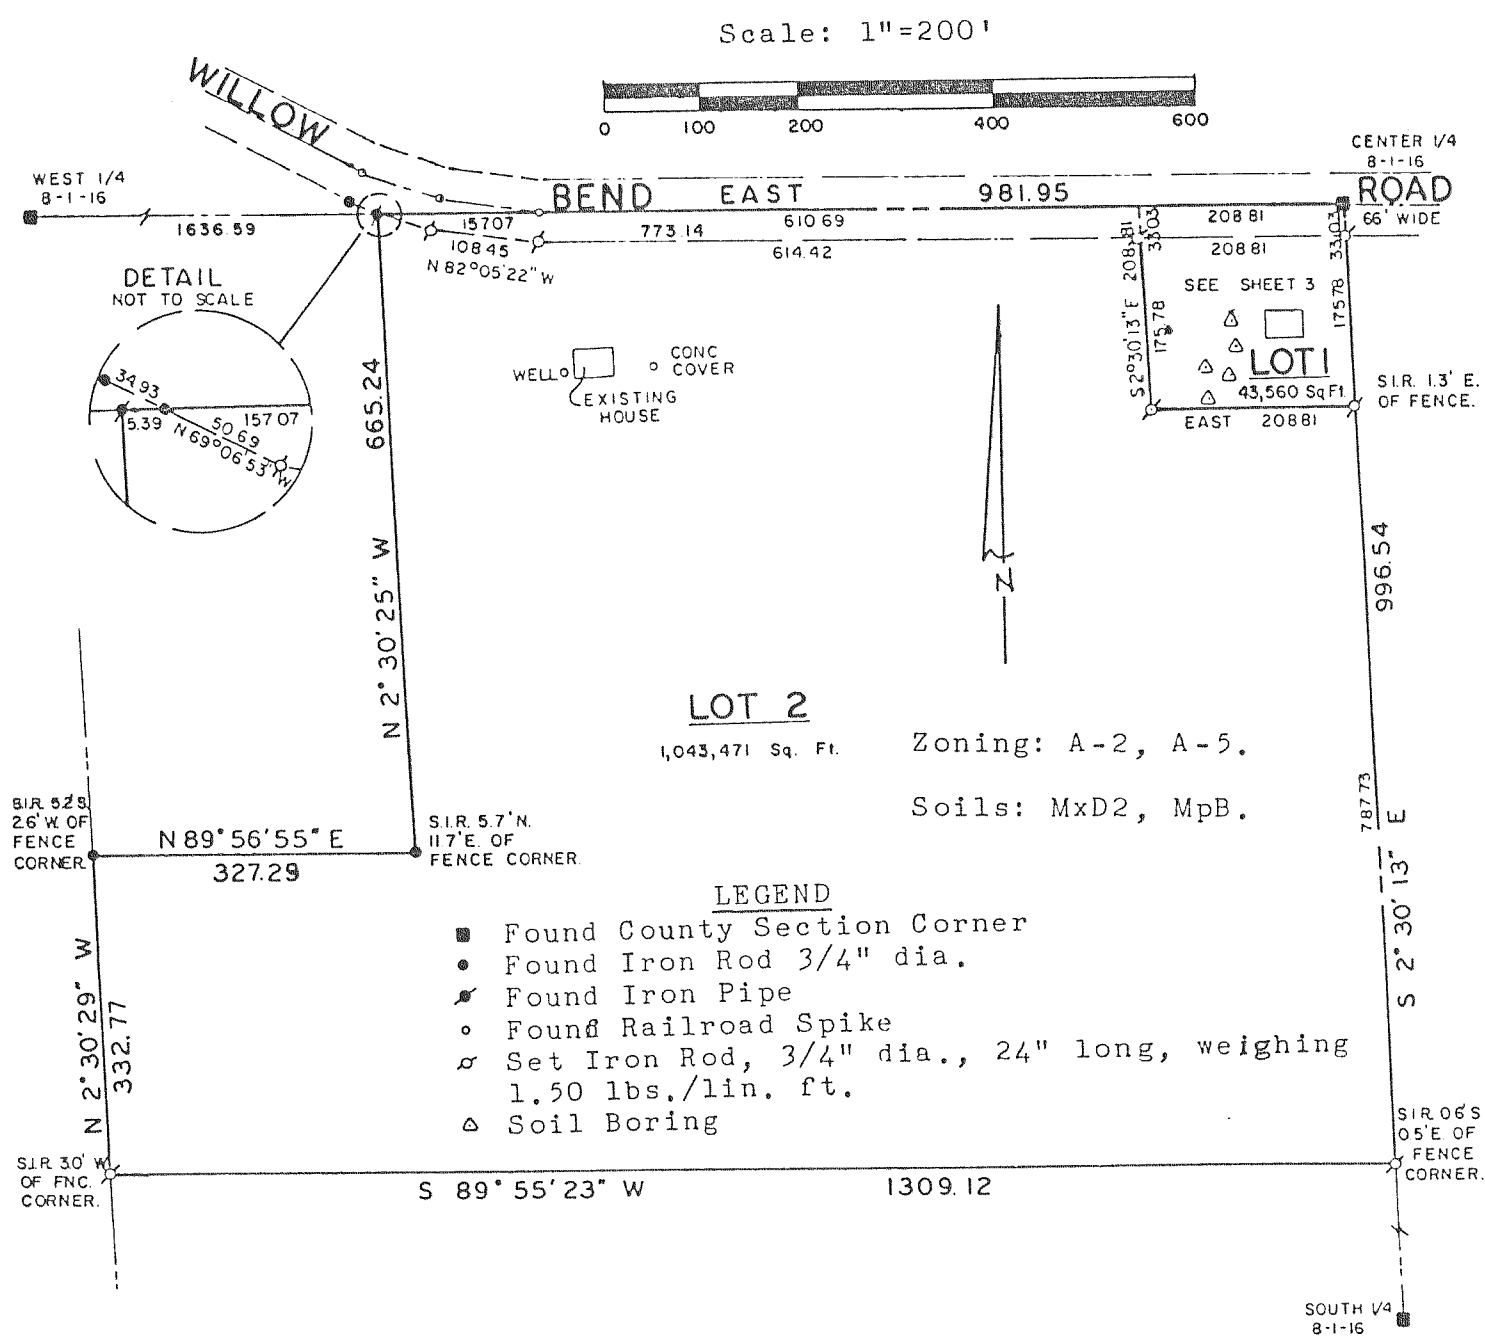 Scale: 1"=200'
0 100 200 400 600
WILLOW BEND EAST 981.95 ROAD
66' WIDE
CENTER 1/4
8-1-16
WEST 1/4
8-1-16
1636.59
157.07
610.69
208.81
773.14
108.45
N 82°05'22" W
614.42
208.81
33.03
33.03
208.81
S 2°30'13" E
175.78
175.78
DETAIL
NOT TO SCALE
34.93
5.39
50.69
157.07
N 69°06'53" W
SEE SHEET 3
LOT 1
43,560 Sq Ft.
EAST 208.81
S.I.R. 1.3' E.
OF FENCE.
WELL
CONC
COVER
EXISTING
HOUSE
665.24
N 2° 30' 25" W
N
996.54
LOT 2
1,043,471 Sq. Ft.
Zoning: A-2, A-5.
Soils: MxD2, MpB.
787.73
S 2° 30' 13" E
S.I.R. 5.2' S.
2.6' W. OF
FENCE
CORNER.
N 89°56'55" E
327.29
S.I.R. 5.7' N.
11.7' E. OF
FENCE CORNER.
LEGEND
Found County Section Corner
Found Iron Rod 3/4" dia.
Found Iron Pipe
Found Railroad Spike
Set Iron Rod, 3/4" dia., 24" long, weighing
1.50 lbs./lin. ft.
Soil Boring
N 2°30'29" W
332.77
S.I.R. 3.0' W
OF FNC.
CORNER.
S 89°55'23" W 1309.12
S.I.R. 0.6' S
0.5' E. OF
FENCE
CORNER.
SOUTH 1/4
8-1-16